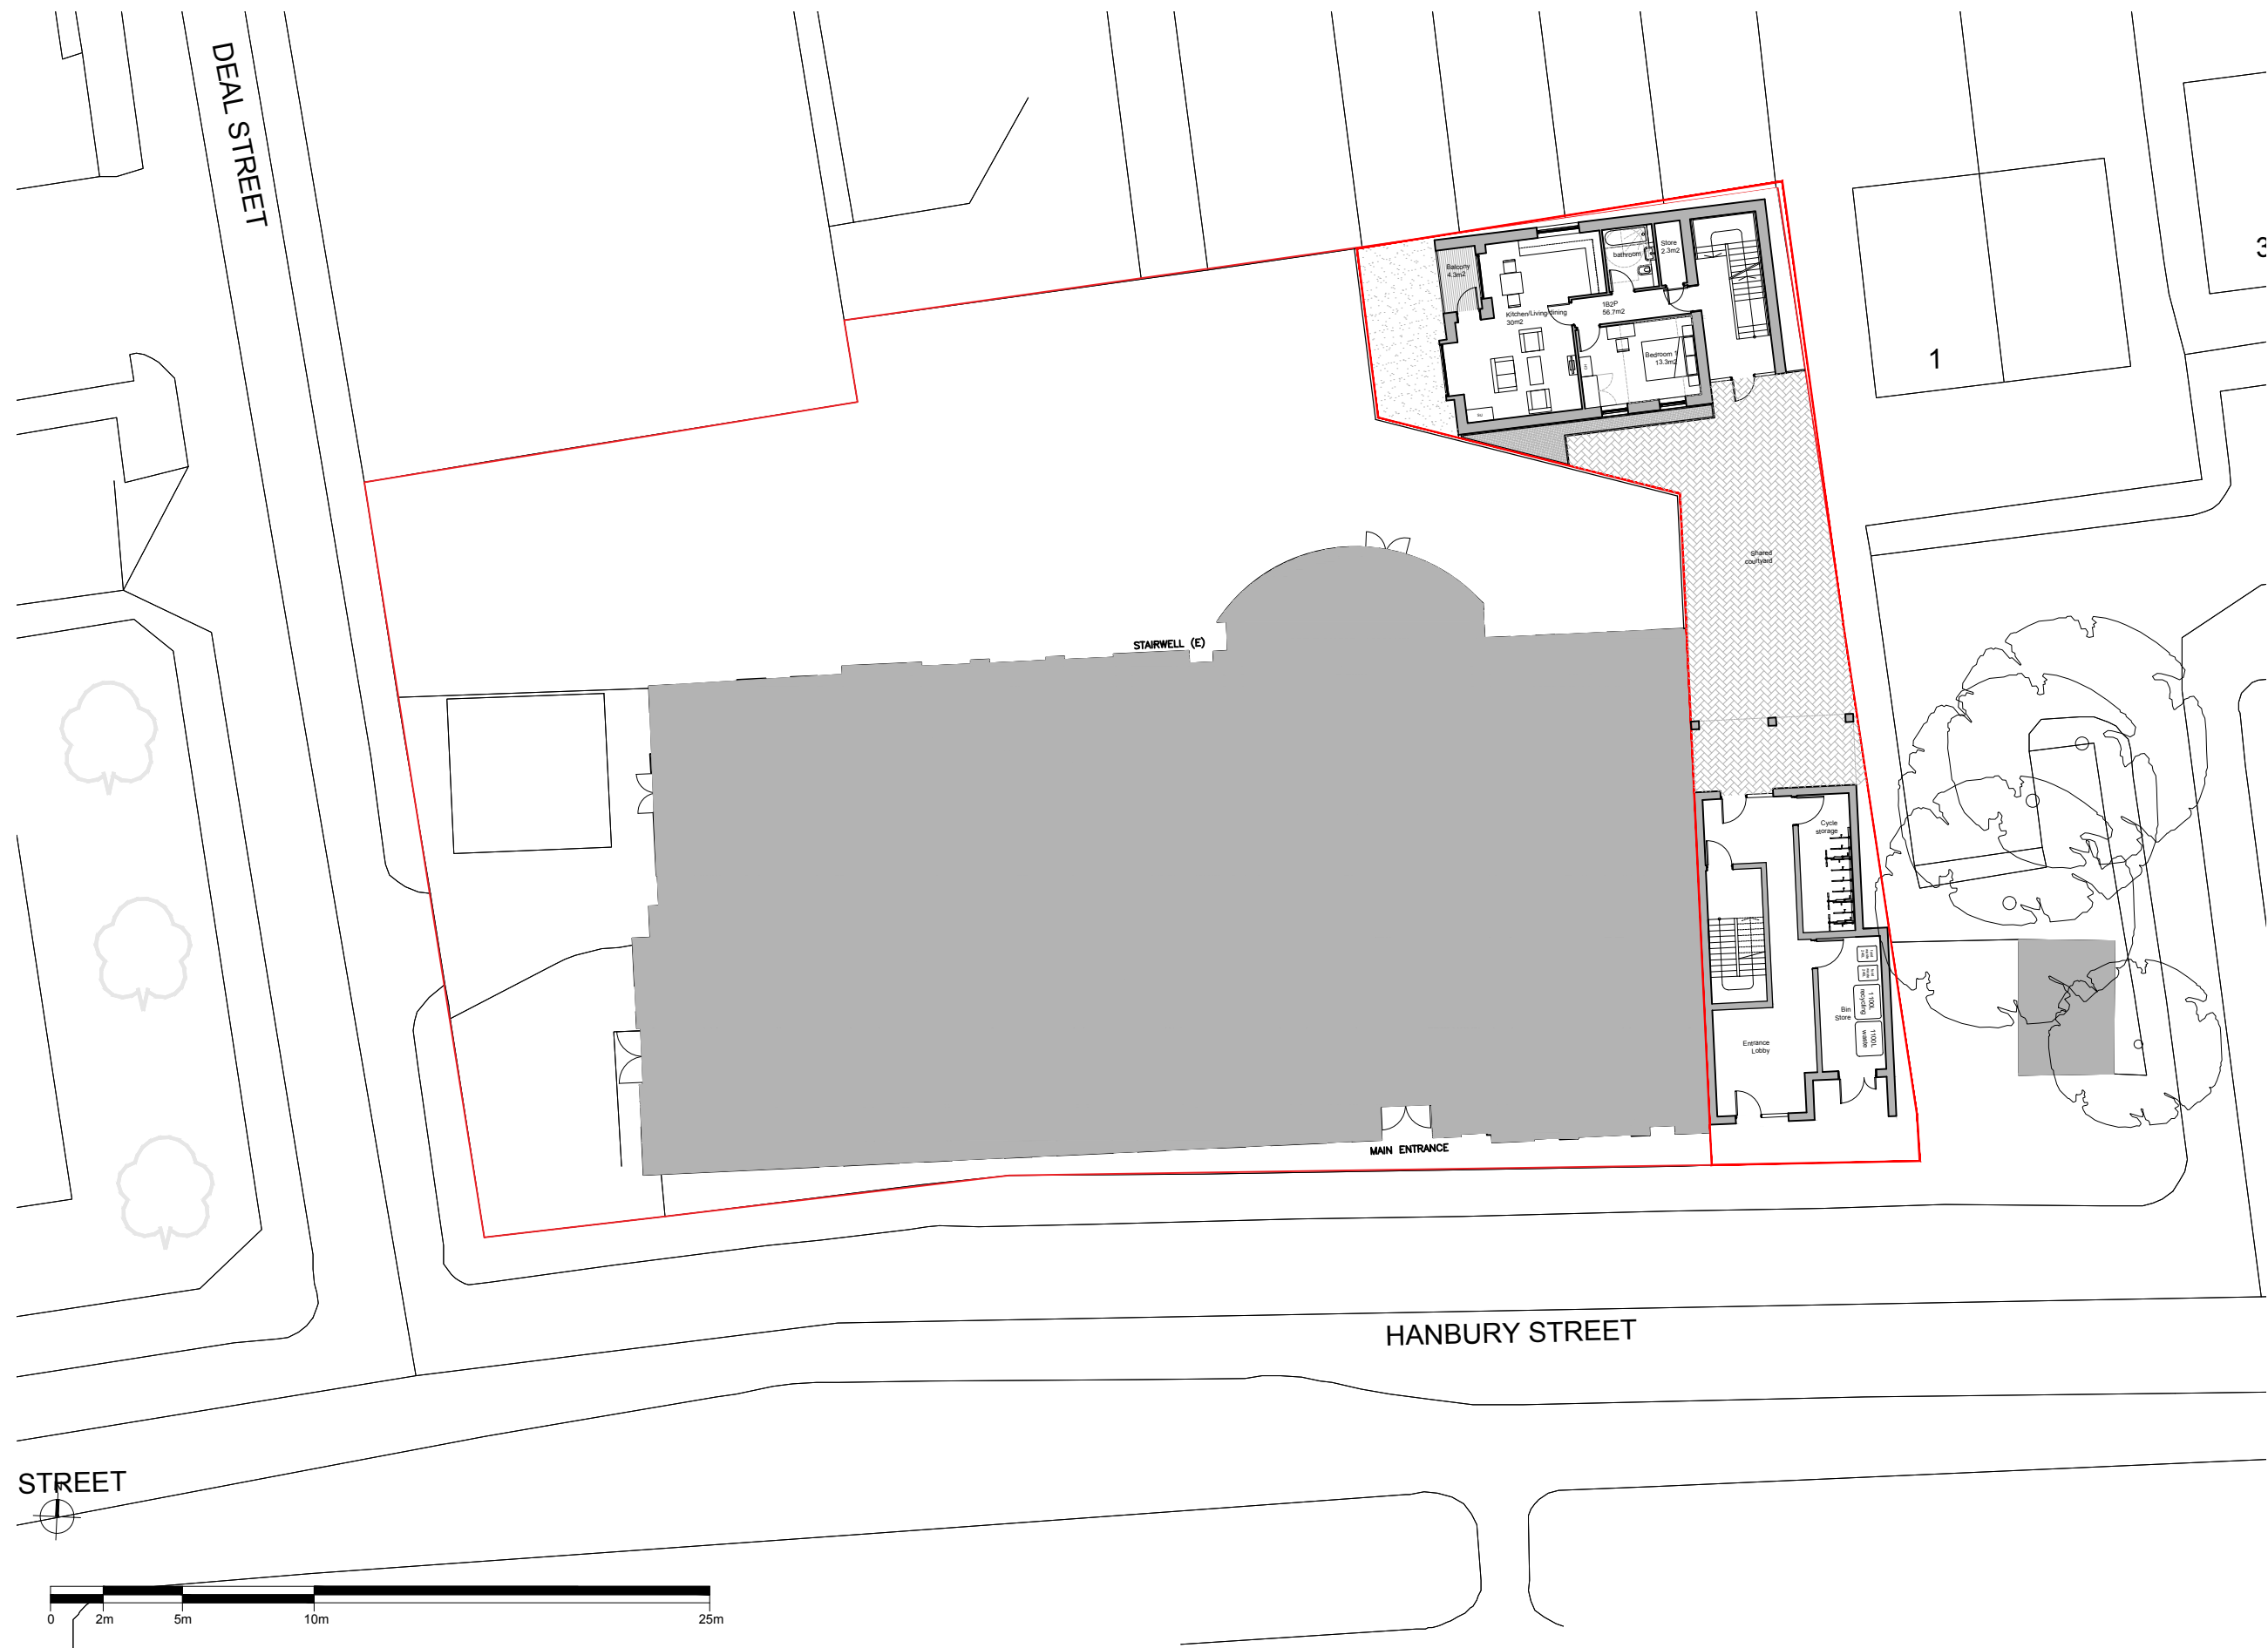 DEAL STREET
3
1
Balcony
4.3m2
bathroom
Store
2.3m2
Kitchen/Living/dining
30m2
1B2P
56.7m2
Bedroom 1
13.3m2
Shared
courtyard
STAIRWELL (E)
Cycle
storage
Bin
Store
1100L
recycling
1100L
waste
Entrance
Lobby
MAIN ENTRANCE
HANBURY STREET
STREET
N
0
2m
5m
10m
25m